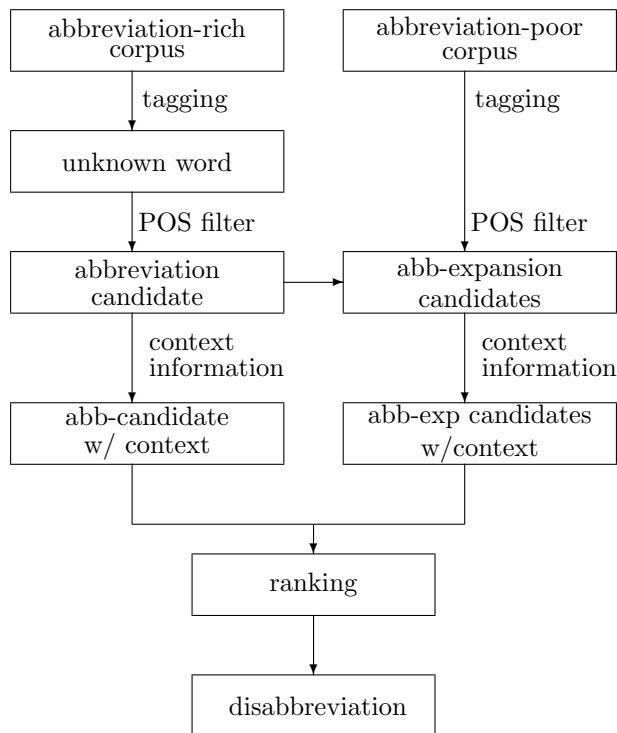 abbreviation-rich
corpus
abbreviation-poor
corpus
tagging
tagging
unknown word
POS filter
POS filter
abbreviation
candidate
abb-expansion
candidates
context
information
context
information
abb-candidate
w/ context
abb-exp candidates
w/context
ranking
disabbreviation